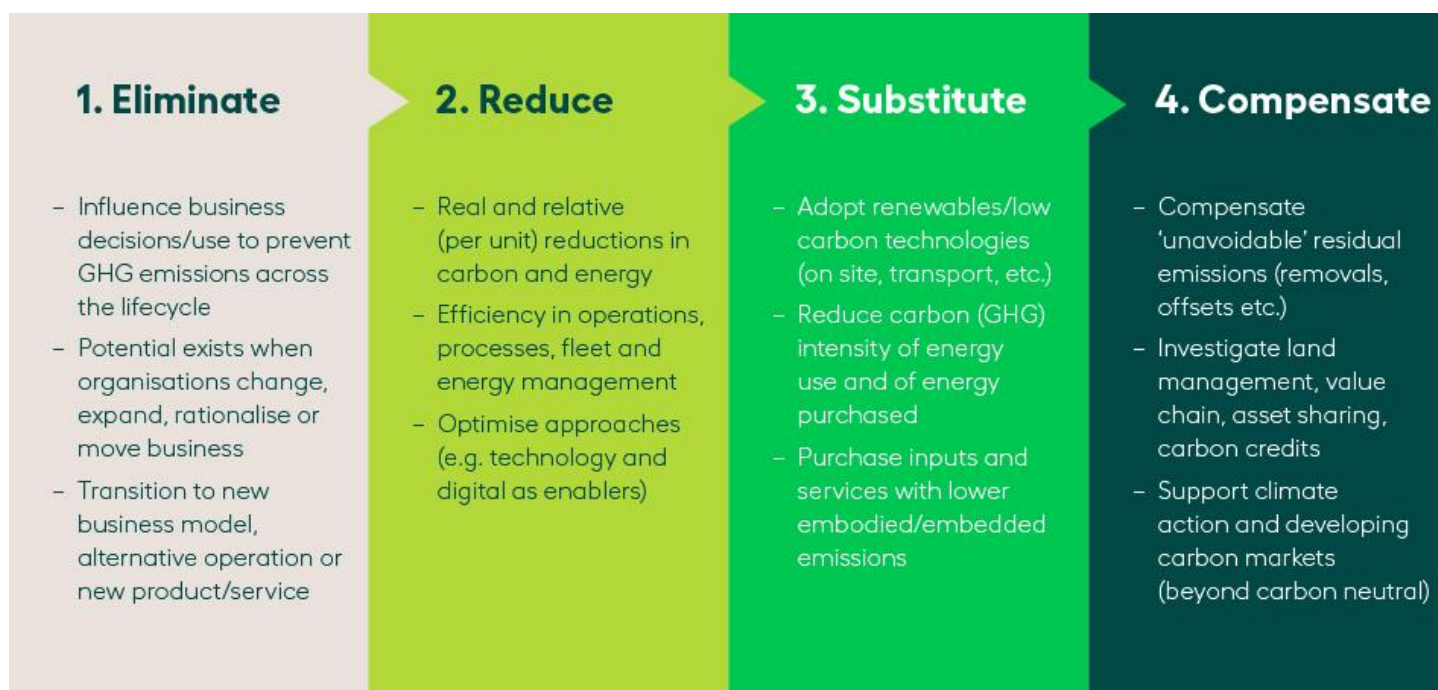 1. Eliminate
– Influence business
decisions/use to prevent
GHG emissions across
the lifecycle
– Potential exists when
organisations change,
expand, rationalise or
move business
– Transition to new
business model,
alternative operation or
new product/service
2. Reduce
– Real and relative
(per unit) reductions in
carbon and energy
– Efficiency in operations,
processes, fleet and
energy management
– Optimise approaches
(e.g. technology and
digital as enablers)
3. Substitute
– Adopt renewables/low
carbon technologies
(on site, transport, etc.)
– Reduce carbon (GHG)
intensity of energy
use and of energy
purchased
– Purchase inputs and
services with lower
embodied/embedded
emissions
4. Compensate
– Compensate
‘unavoidable’ residual
emissions (removals,
offsets etc.)
– Investigate land
management, value
chain, asset sharing,
carbon credits
– Support climate
action and developing
carbon markets
(beyond carbon neutral)